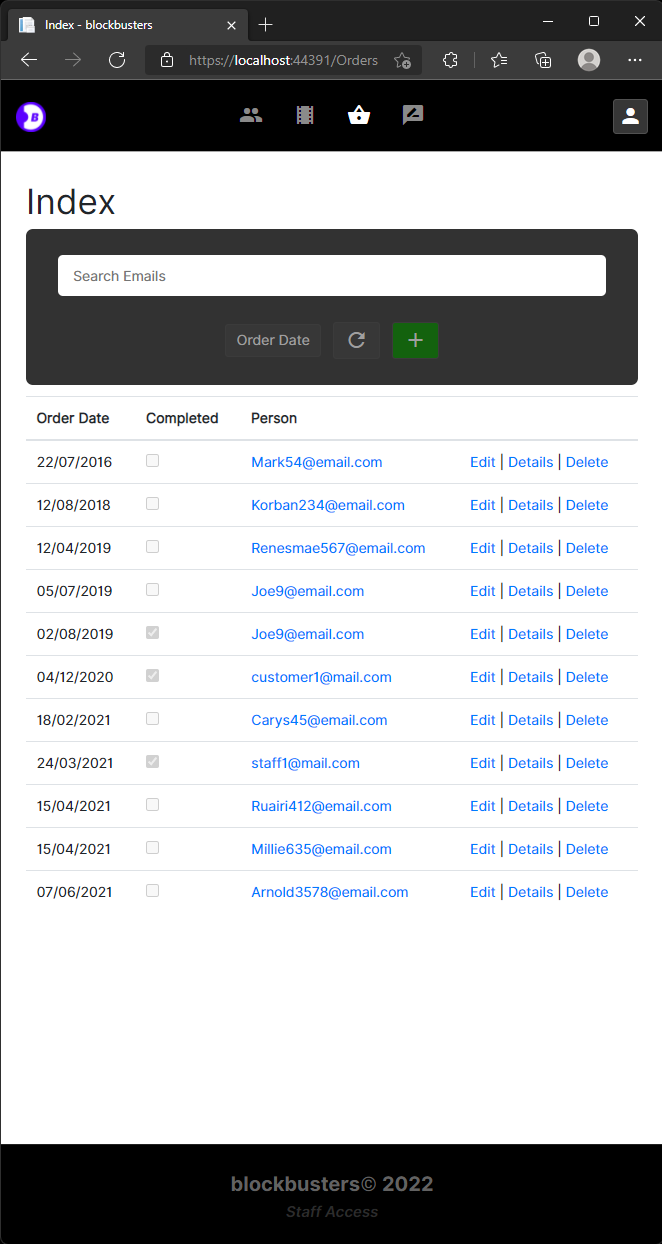 Index - blockbusters
https://localhost:44391/Orders
B
Index
Search Emails
Order Date
Order Date Completed Person
22/07/2016 Mark54@email.com Edit | Details | Delete
12/08/2018 Korban234@email.com Edit | Details | Delete
12/04/2019 Renesmae567@email.com Edit | Details | Delete
05/07/2019 Joe9@email.com Edit | Details | Delete
02/08/2019 Joe9@email.com Edit | Details | Delete
04/12/2020 customer1@mail.com Edit | Details | Delete
18/02/2021 Carys45@email.com Edit | Details | Delete
24/03/2021 staff1@mail.com Edit | Details | Delete
15/04/2021 Ruairi412@email.com Edit | Details | Delete
15/04/2021 Millie635@email.com Edit | Details | Delete
07/06/2021 Arnold3578@email.com Edit | Details | Delete
blockbusters© 2022
Staff Access